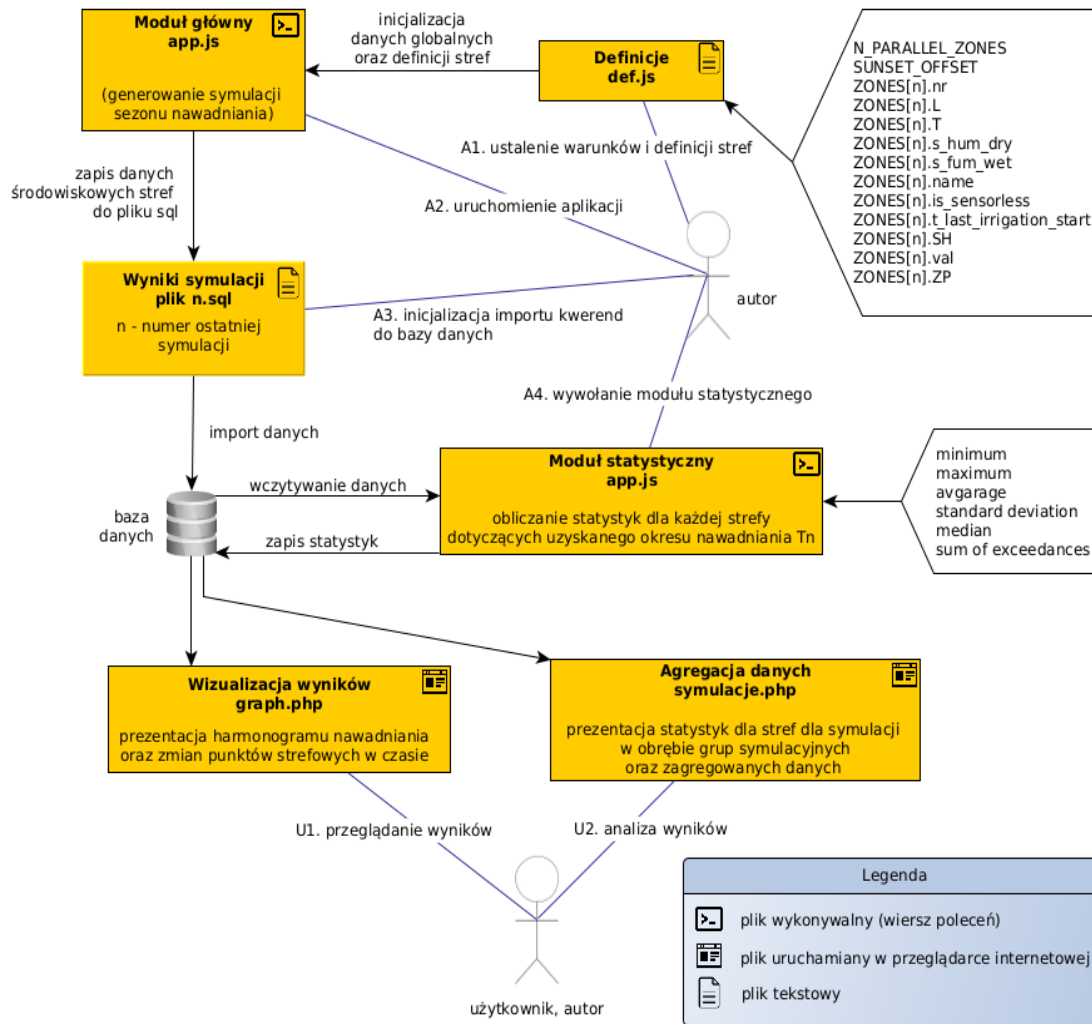 Moduł główny
app.js
(generowanie symulacji
sezonu nawadniania)
inicjalizacja
danych globalnych
oraz definicji stref
Definicje
def.js
N_PARALLEL_ZONES
SUNSET_OFFSET
ZONES[n].nr
ZONES[n].L
ZONES[n].T
ZONES[n].s_hum_dry
ZONES[n].s_fum_wet
ZONES[n].name
ZONES[n].is_sensorless
ZONES[n].t_last_irrigation_start
ZONES[n].SH
ZONES[n].val
ZONES[n].ZP
A1. ustalenie warunków i definicji stref
zapis danych
środowiskowych stref
do pliku sql
A2. uruchomienie aplikacji
autor
Wyniki symulacji
plik n.sql
n - numer ostatniej
symulacji
A3. inicjalizacja importu kwerend
do bazy danych
A4. wywołanie modułu statystycznego
import danych
Moduł statystyczny
app.js
obliczanie statystyk dla każdej strefy
dotyczących uzyskanego okresu nawadniania Tn
minimum
maximum
avgarage
standard deviation
median
sum of exceedances
wczytywanie danych
baza
danych
zapis statystyk
Wizualizacja wyników
graph.php
prezentacja harmonogramu nawadniania
oraz zmian punktów strefowych w czasie
Agregacja danych
symulacje.php
prezentacja statystyk dla stref dla symulacji
w obrębie grup symulacyjnych
oraz zagregowanych danych
U1. przeglądanie wyników
U2. analiza wyników
użytkownik, autor
Legenda
plik wykonywalny (wiersz poleceń)
plik uruchamiany w przeglądarce internetowej
plik tekstowy